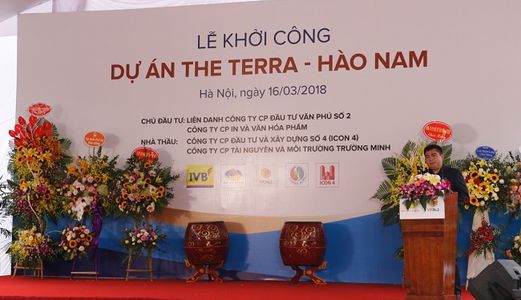 LỄ KHỞI CÔNG
DỰ ÁN THE TERRA - HÀO NAM
Hà Nội, ngày 16/03/2018
CHỦ ĐẦU TƯ: LIÊN DANH CÔNG TY CP ĐẦU TƯ VĂN PHÚ SỐ 2
CÔNG TY CP IN VÀ VĂN HÓA PHẨM
NHÀ THẦU: CÔNG TY CP ĐẦU TƯ VÀ XÂY DỰNG SỐ 4 (ICON 4)
CÔNG TY CP TÀI NGUYÊN VÀ MÔI TRƯỜNG TRƯỜNG MINH
IVB
ICON 4